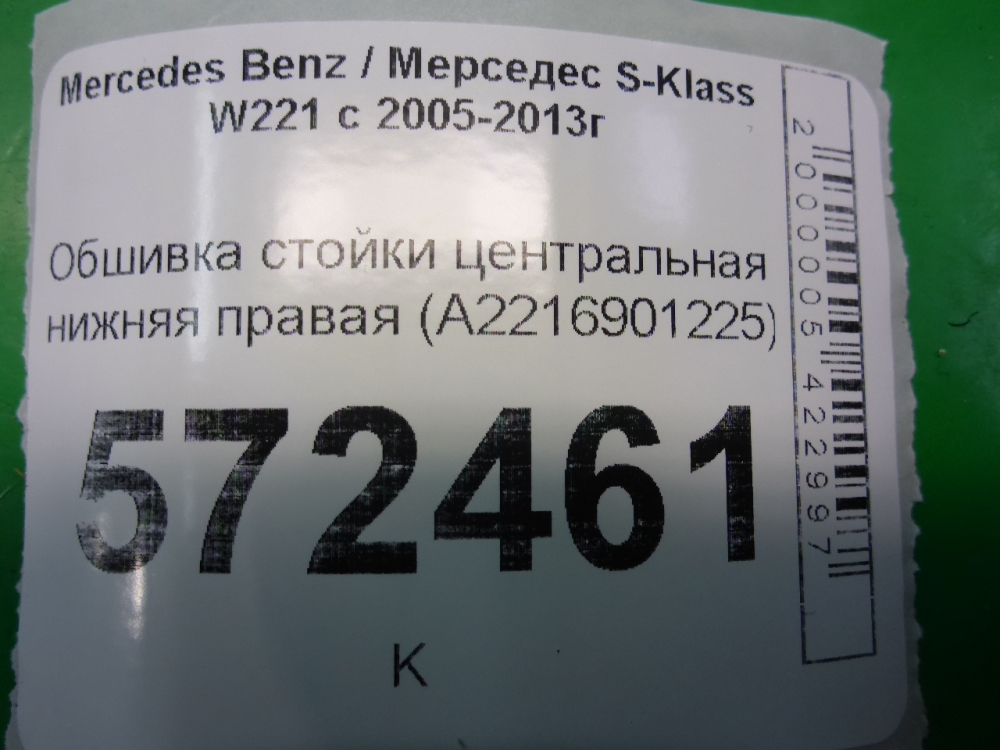 Mercedes Benz / Мерседес S-Klass
W221 с 2005-2013г
Обшивка стойки центральная
нижняя правая (A2216901225)
572461
K
2000005422997